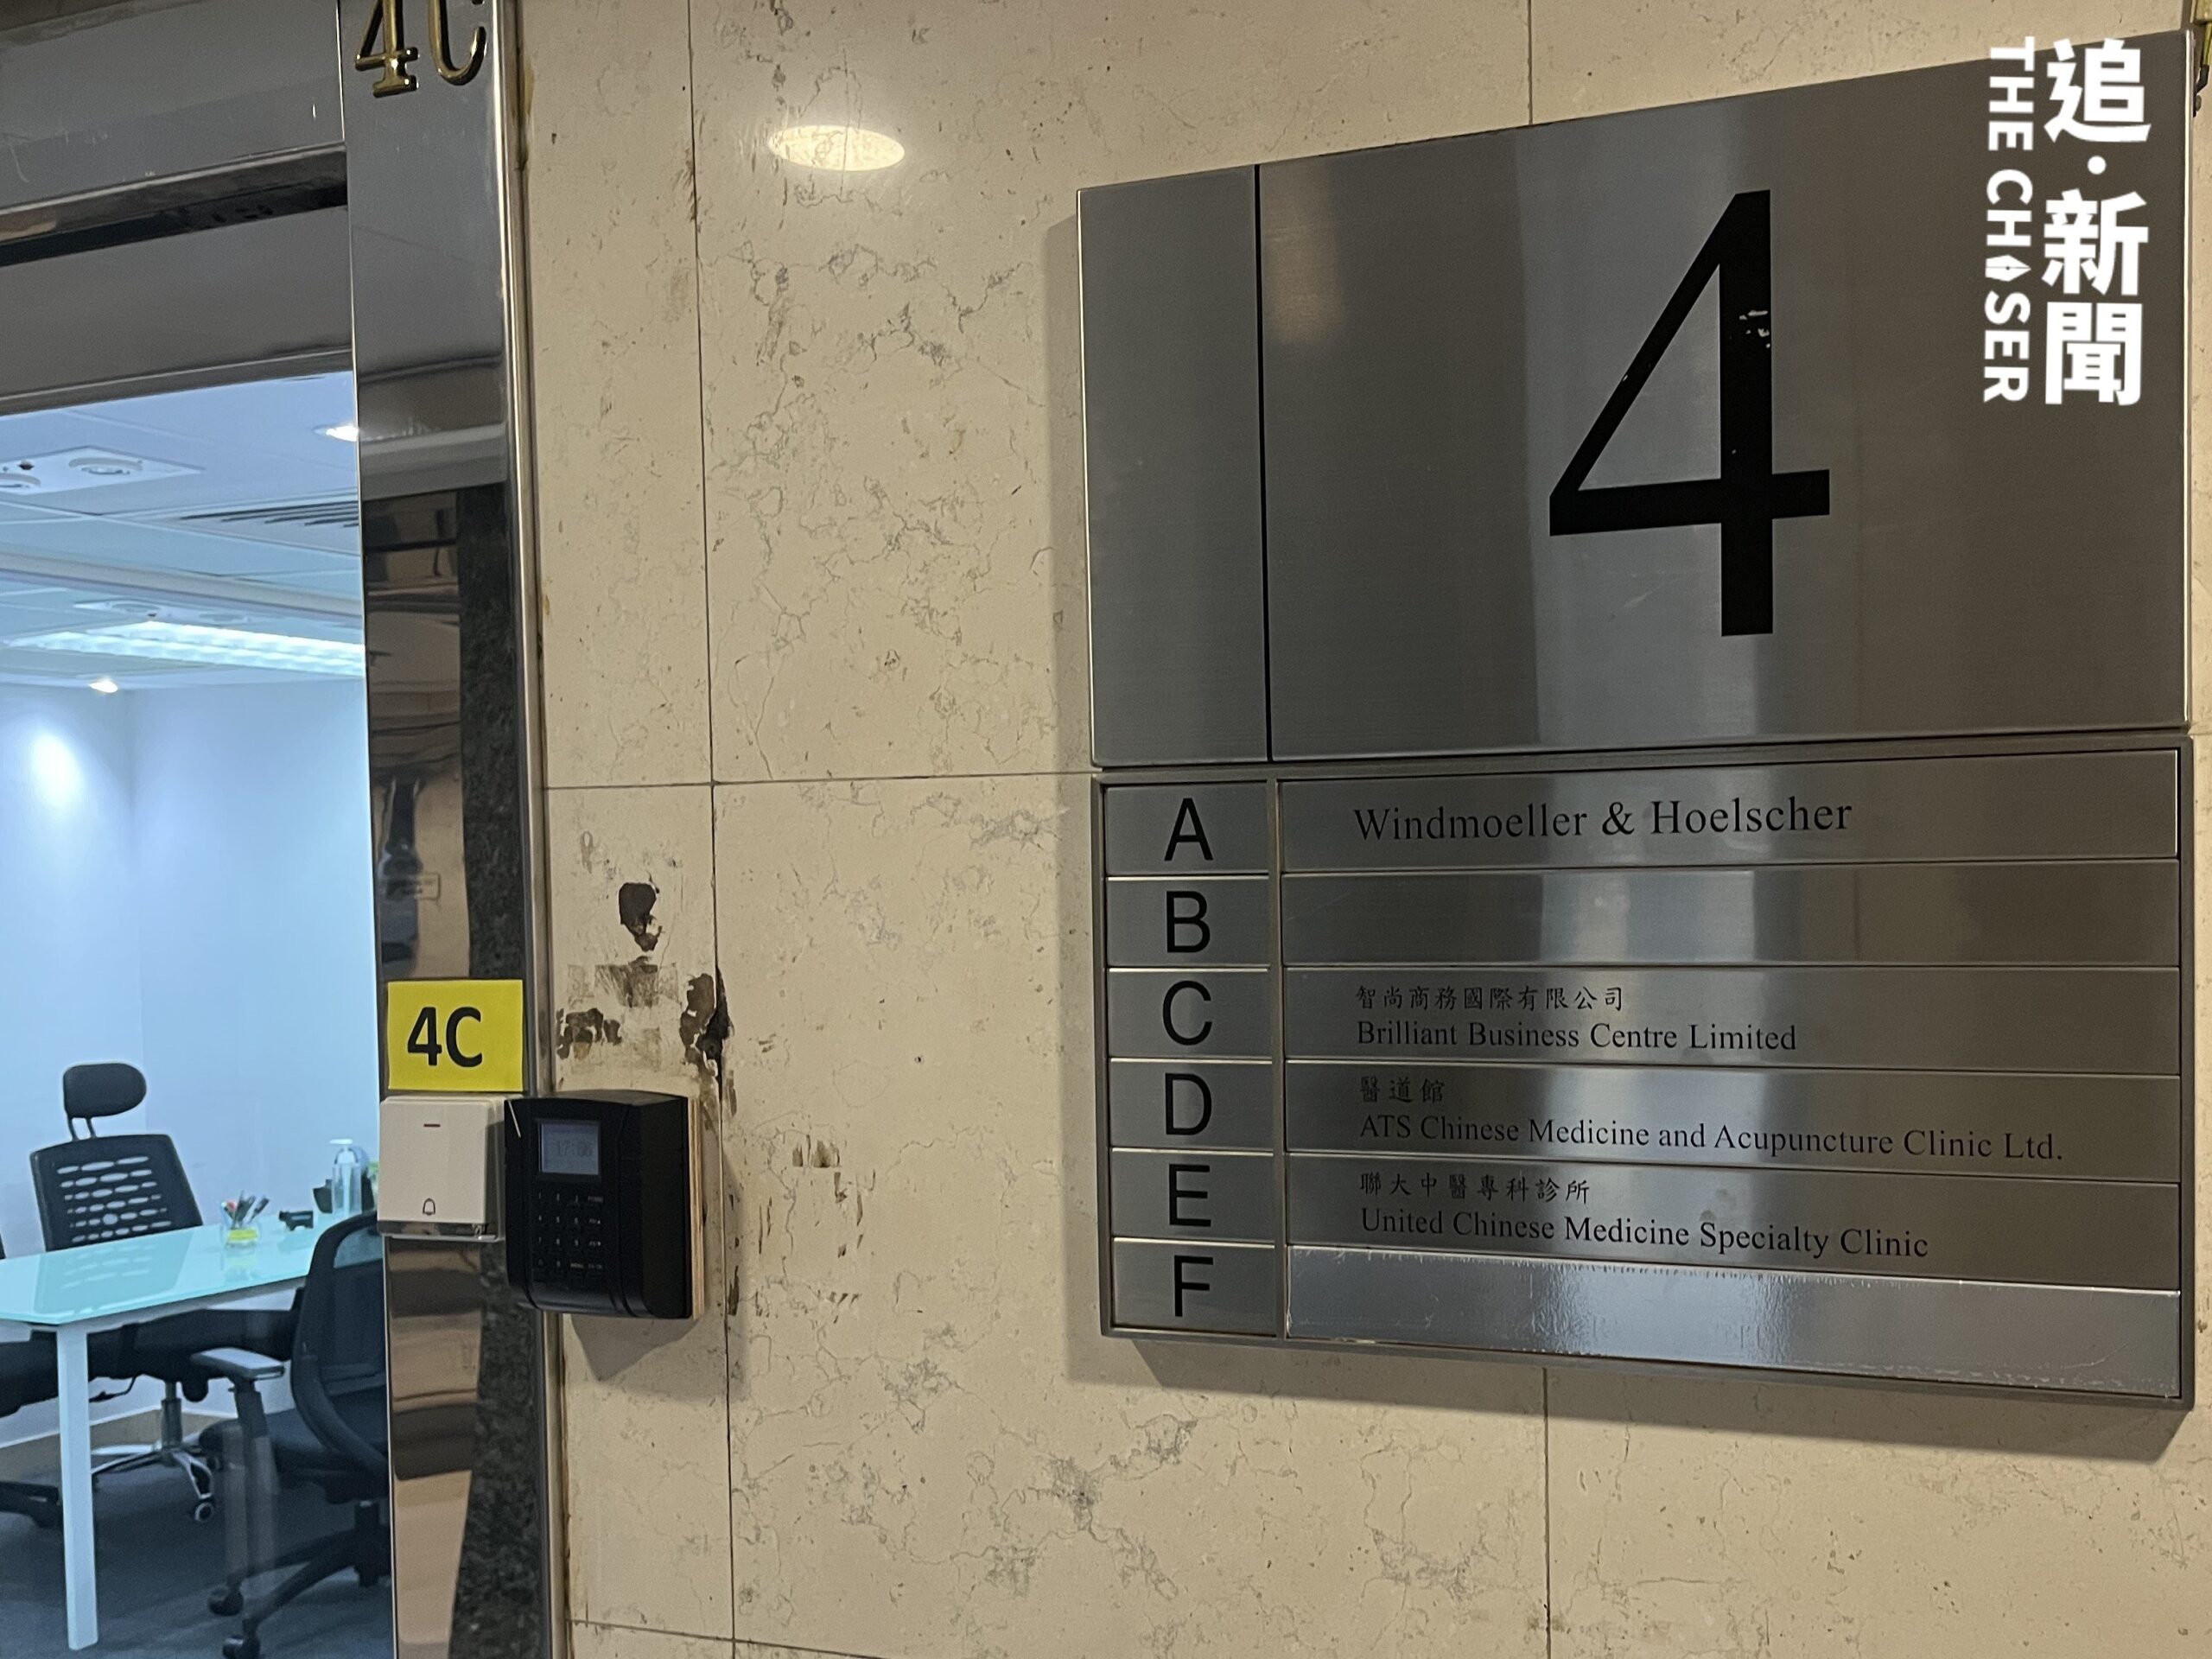 4C
4
A Windmoeller & Hoelscher
B
C 智尚商務國際有限公司
Brilliant Business Centre Limited
D 醫道館
ATS Chinese Medicine and Acupuncture Clinic Ltd.
E 聯大中醫專科診所
United Chinese Medicine Specialty Clinic
F
4C
追·新聞
THE CHASER